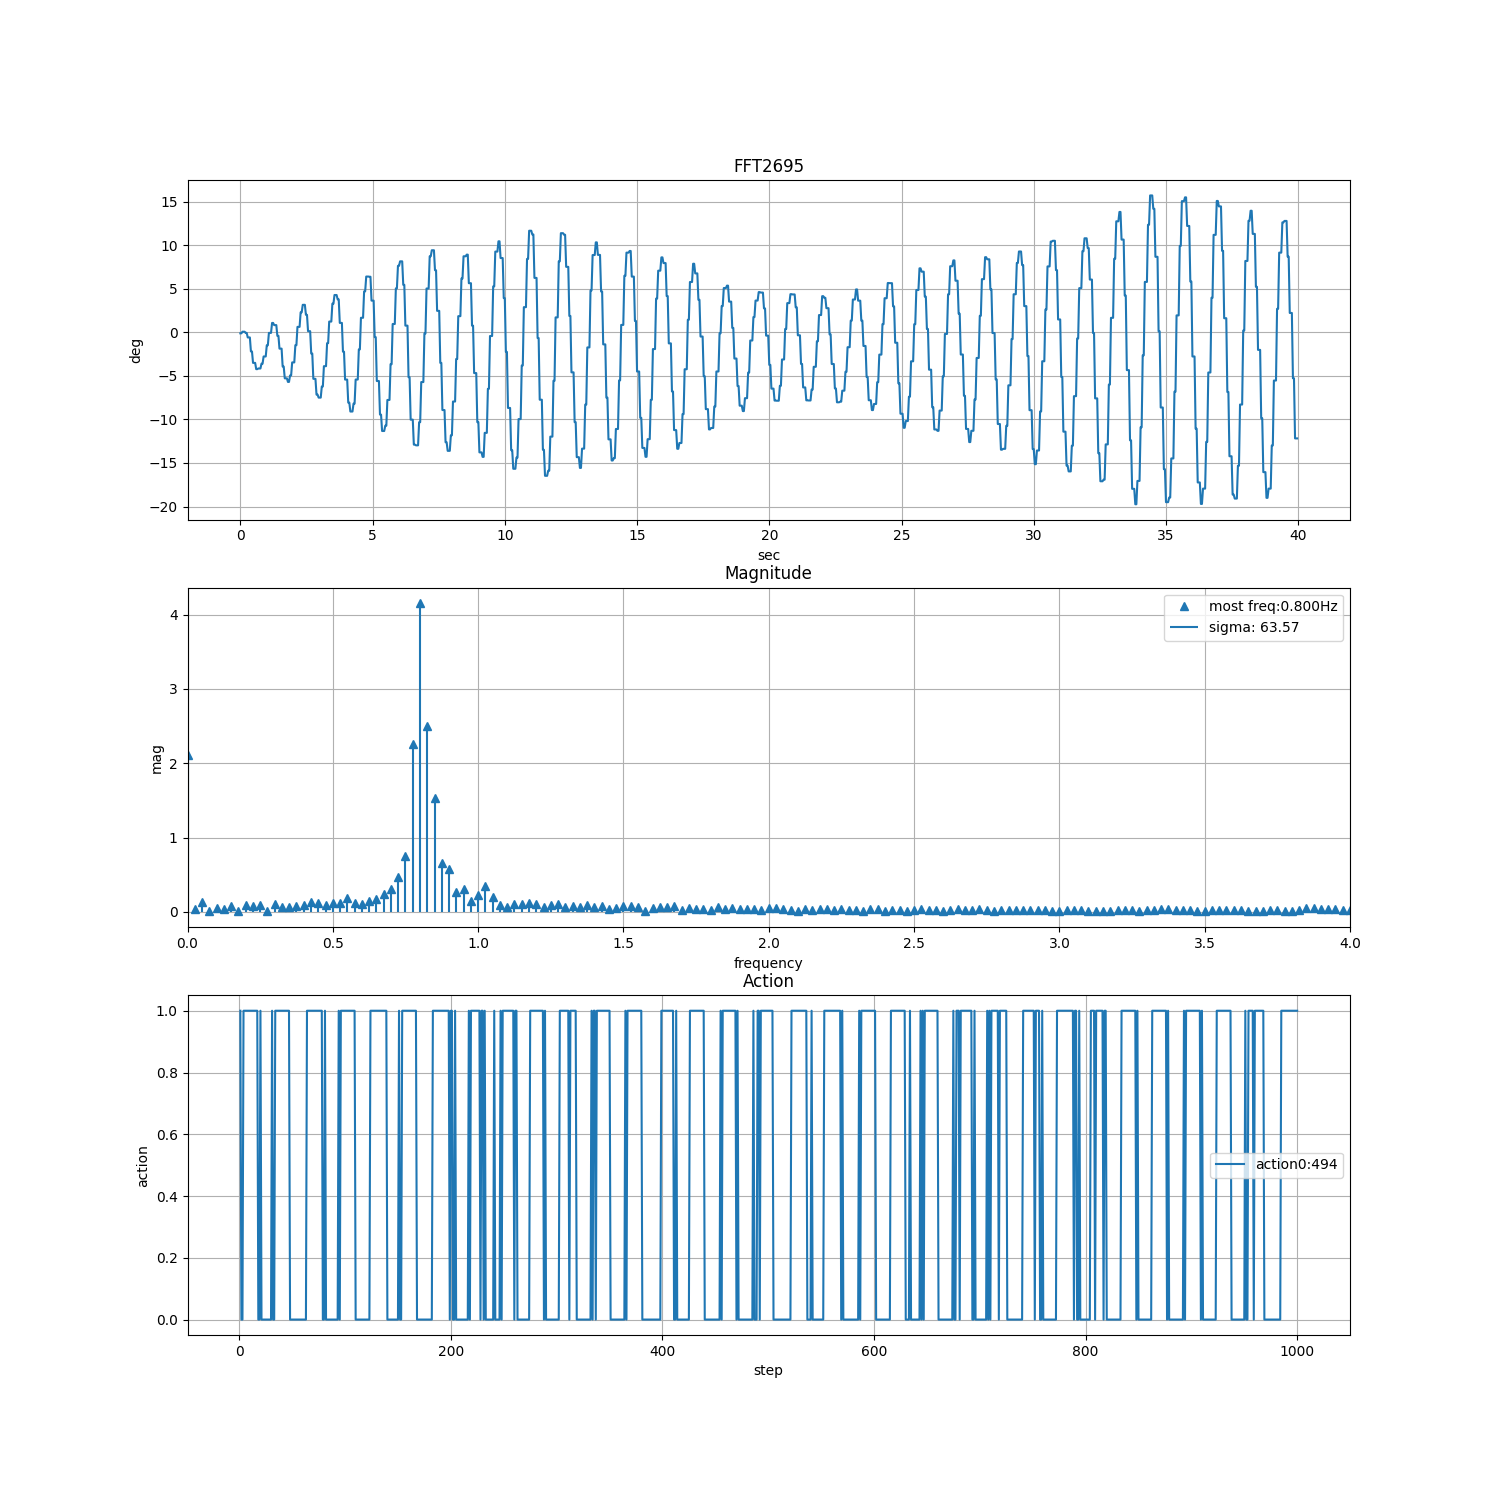 FFT2695
15
10
5
0
−5
−10
−15
−20
deg
0 5 10 15 20 25 30 35 40
sec
Magnitude
4
3
2
1
0
mag
most freq:0.800Hz
sigma: 63.57
0.0 0.5 1.0 1.5 2.0 2.5 3.0 3.5 4.0
frequency
Action
1.0
0.8
0.6
0.4
0.2
0.0
action
action0:494
0 200 400 600 800 1000
step